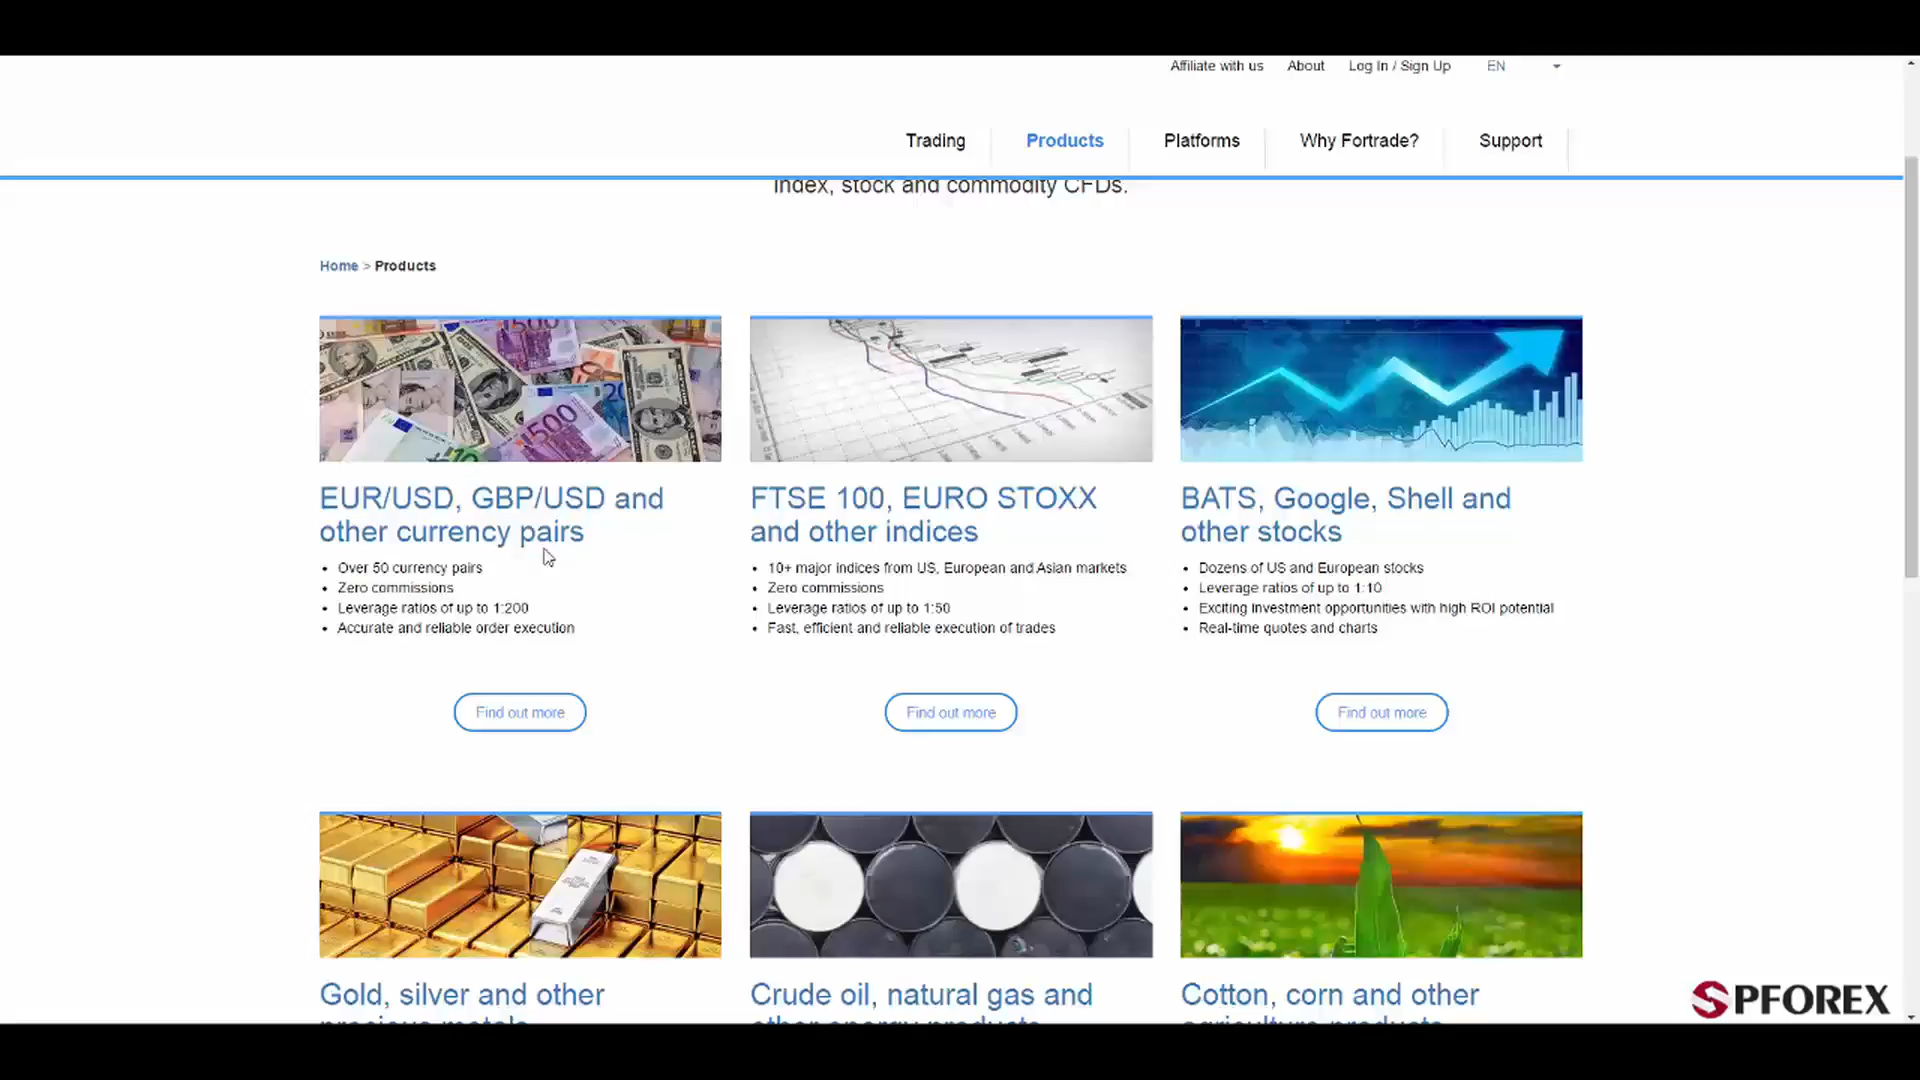 Affiliate with us About Log In / Sign Up EN
Trading Products Platforms Why Fortrade? Support
index, stock and commodity CFDs.
Home > Products
EUR/USD, GBP/USD and
other currency pairs
• Over 50 currency pairs
• Zero commissions
• Leverage ratios of up to 1:200
• Accurate and reliable order execution
Find out more
FTSE 100, EURO STOXX
and other indices
• 10+ major indices from US, European and Asian markets
• Zero commissions
• Leverage ratios of up to 1:50
• Fast, efficient and reliable execution of trades
Find out more
BATS, Google, Shell and
other stocks
• Dozens of US and European stocks
• Leverage ratios of up to 1:10
• Exciting investment opportunities with high ROI potential
• Real-time quotes and charts
Find out more
Gold, silver and other
precious metals
Crude oil, natural gas and
other energy products
Cotton, corn and other
agriculture products
SPFOREX